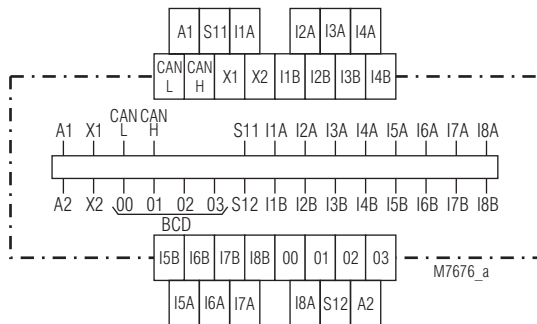 A1 S11 I1A I2A I3A I4A
CAN L CAN H X1 X2 I1B I2B I3B I4B
A1 X1 CAN L CAN H S11 I1A I2A I3A I4A I5A I6A I7A I8A
A2 X2 00 01 02 03 S12 I1B I2B I3B I4B I5B I6B I7B I8B
BCD
I5B I6B I7B I8B 00 01 02 03
M7676_a
I5A I6A I7A I8A S12 A2